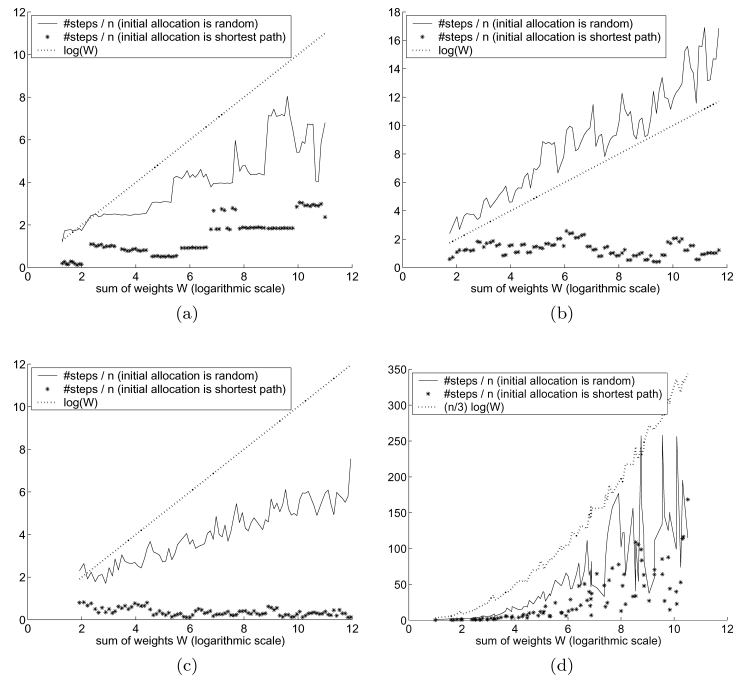 12
#steps / n (initial allocation is random)
#steps / n (initial allocation is shortest path)
log(W)
10
8
6
4
2
0
0 2 4 6 8 10 12
sum of weights W (logarithmic scale)
(a)
18
#steps / n (initial allocation is random)
#steps / n (initial allocation is shortest path)
log(W)
16
14
12
10
8
6
4
2
0
0 2 4 6 8 10 12
sum of weights W (logarithmic scale)
(b)
12
#steps / n (initial allocation is random)
#steps / n (initial allocation is shortest path)
log(W)
10
8
6
4
2
0
0 2 4 6 8 10 12
sum of weights W (logarithmic scale)
(c)
350
#steps / n (initial allocation is random)
#steps / n (initial allocation is shortest path)
(n/3) log(W)
300
250
200
150
100
50
0
0 2 4 6 8 10 12
sum of weights W (logarithmic scale)
(d)